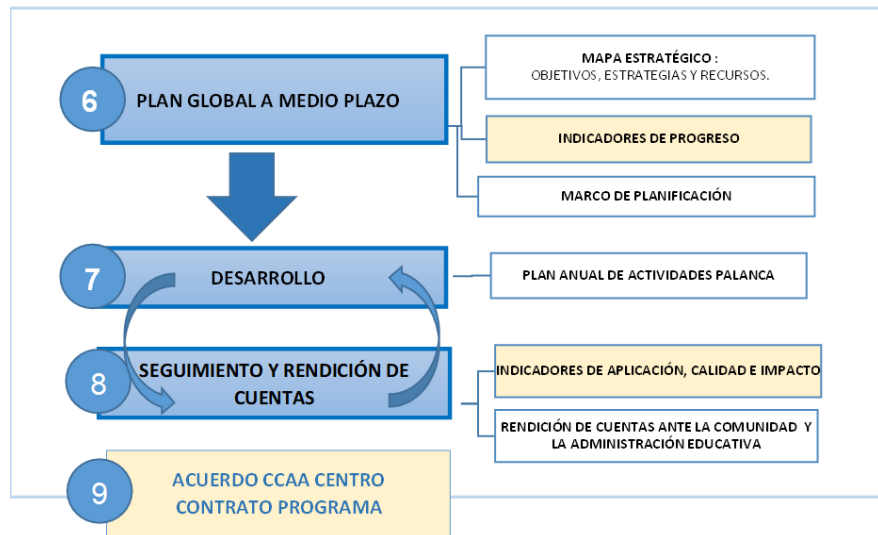 6
PLAN GLOBAL A MEDIO PLAZO
MAPA ESTRATÉGICO :
OBJETIVOS, ESTRATEGIAS Y RECURSOS.
INDICADORES DE PROGRESO
MARCO DE PLANIFICACIÓN
7
DESARROLLO
PLAN ANUAL DE ACTIVIDADES PALANCA
8
SEGUIMIENTO Y RENDICIÓN DE
CUENTAS
INDICADORES DE APLICACIÓN, CALIDAD E IMPACTO
RENDICIÓN DE CUENTAS ANTE LA COMUNIDAD Y
LA ADMINISTRACIÓN EDUCATIVA
9
ACUERDO CCAA CENTRO
CONTRATO PROGRAMA